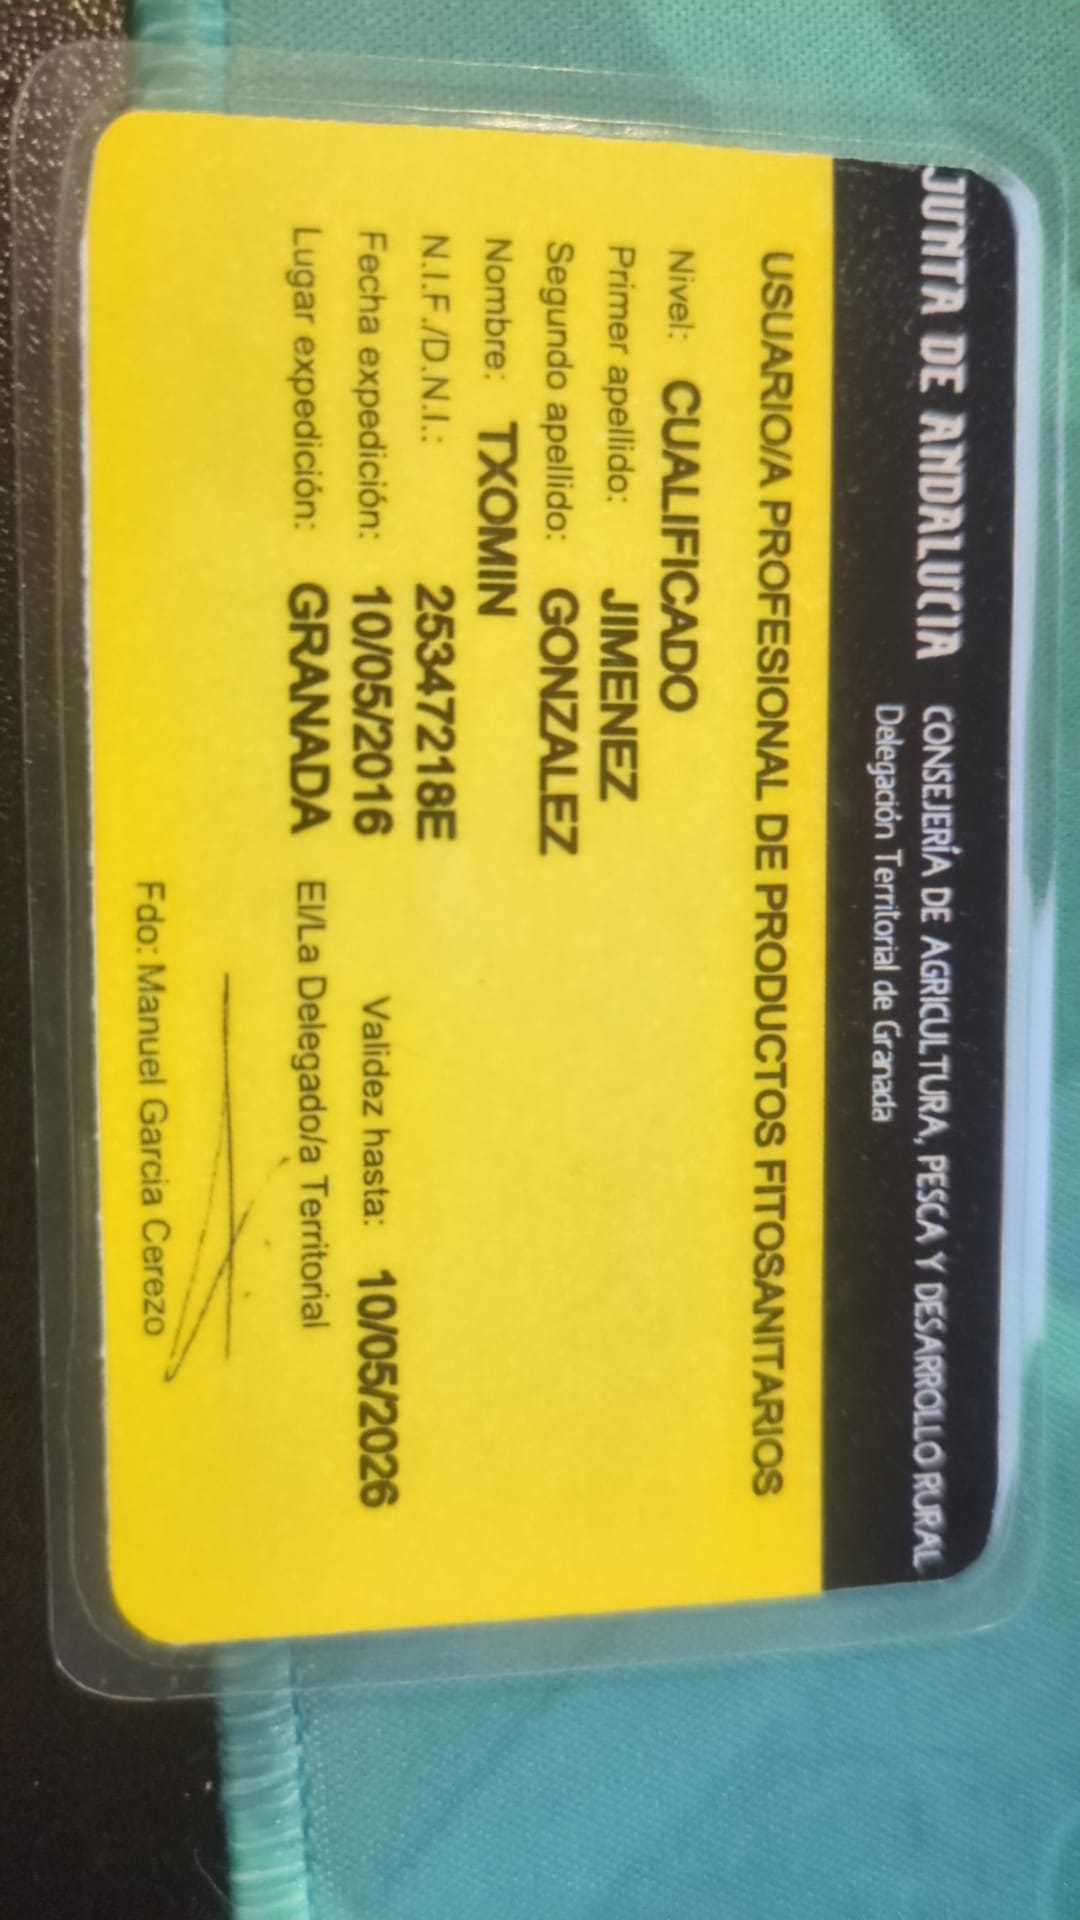 JUNTA DE ANDALUCIA CONSEJERÍA DE AGRICULTURA, PESCA Y DESARROLLO RURAL
Delegación Territorial de Granada
USUARIO/A PROFESIONAL DE PRODUCTOS FITOSANITARIOS
Nivel: CUALIFICADO
Primer apellido: JIMENEZ
Segundo apellido: GONZALEZ
Nombre: TXOMIN
N.I.F./D.N.I.: 25347218E
Fecha expedición: 10/05/2016 Validez hasta: 10/05/2026
Lugar expedición: GRANADA El/La Delegado/a Territorial
Fdo: Manuel Garcia Cerezo